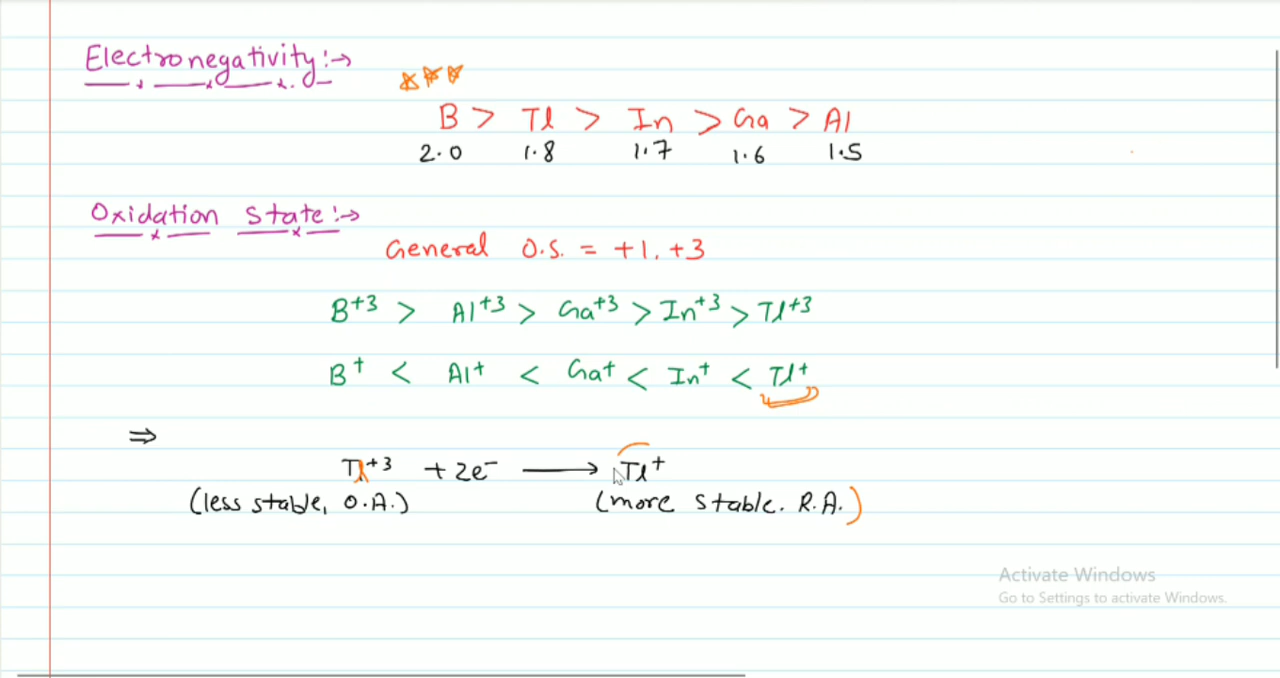 Electronegativity:→
B > Tl > In > Ga > Al
2.0 1.8 1.7 1.6 1.5
Oxidation state:→
General O.S. = +1, +3
B+3 > Al+3 > Ga+3 > In+3 > Tl+3
B+ < Al+ < Ga+ < In+ < Tl+
⇒
Tl+3 + 2e- → Tl+
(less stable, O.A.) (more stable. R.A.)
Activate Windows
Go to Settings to activate Windows.